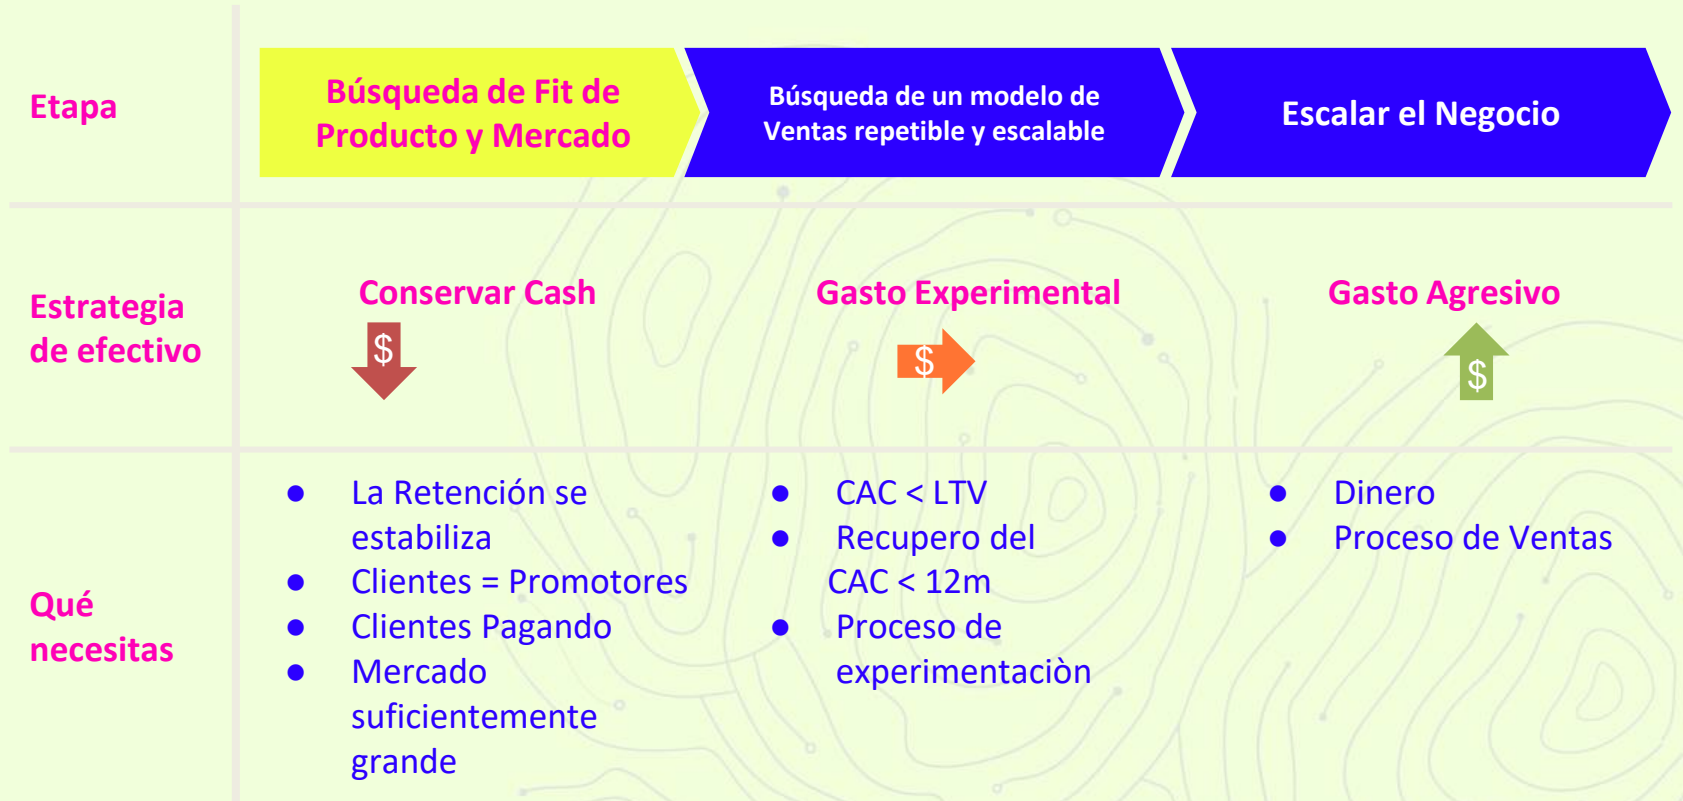 Etapa
Búsqueda de Fit de
Producto y Mercado
Búsqueda de un modelo de
Ventas repetible y escalable
Escalar el Negocio
Estrategia
de efectivo
Conservar Cash
$
Gasto Experimental
$
Gasto Agresivo
$
Qué
necesitas
● La Retención se
estabiliza
● Clientes = Promotores
● Clientes Pagando
● Mercado
suficientemente
grande
● CAC < LTV
● Recupero del
CAC < 12m
● Proceso de
experimentaciòn
● Dinero
● Proceso de Ventas